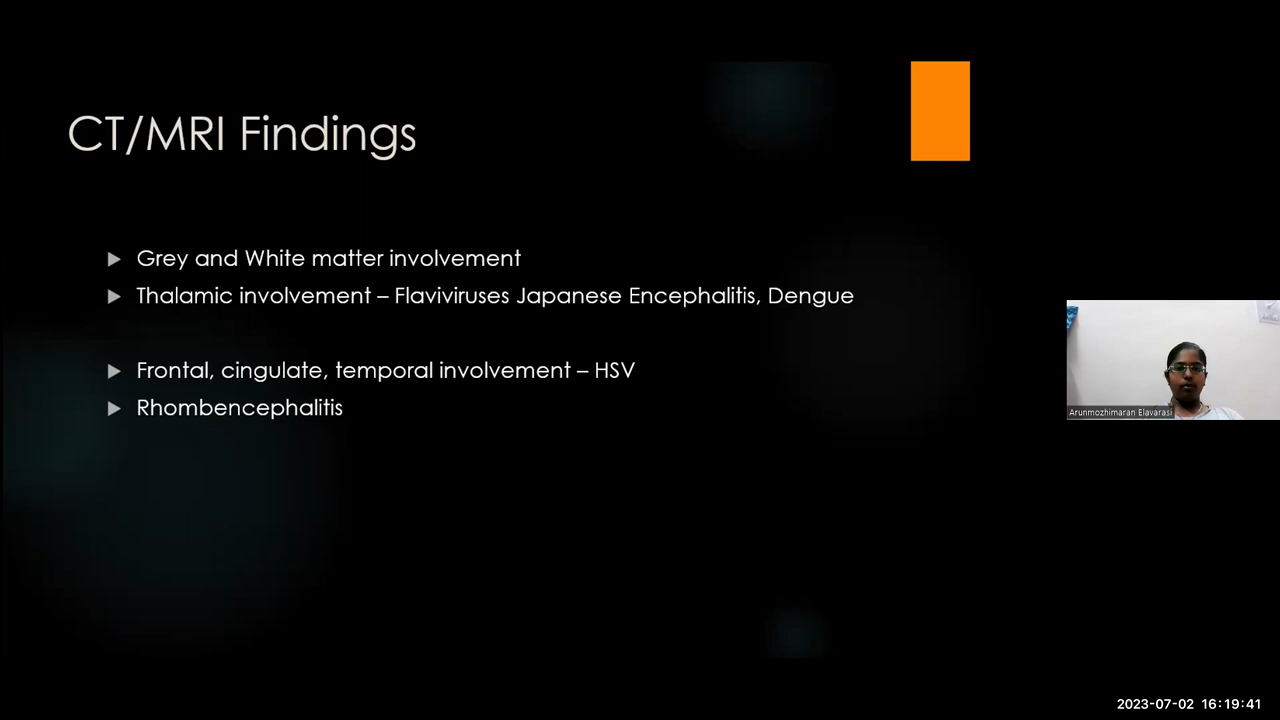 CT/MRI Findings
Grey and White matter involvement
Thalamic involvement – Flaviviruses Japanese Encephalitis, Dengue
Frontal, cingulate, temporal involvement – HSV
Rhombencephalitis
Arunmozhimaran Elavarasi
2023-07-02 16:19:41